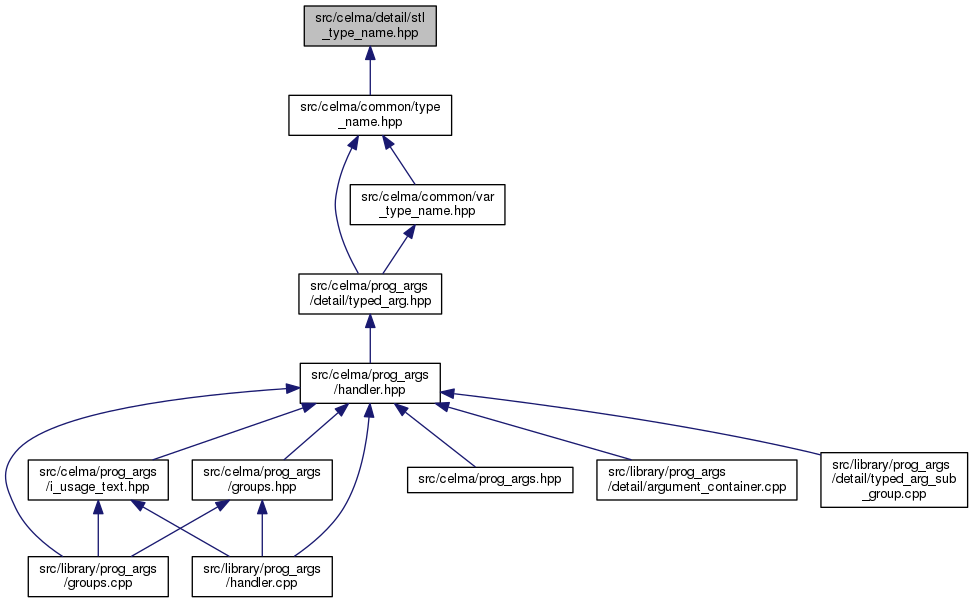 src/celma/detail/stl
_type_name.hpp
src/celma/common/type
_name.hpp
src/celma/common/var
_type_name.hpp
src/celma/prog_args
/detail/typed_arg.hpp
src/celma/prog_args
/handler.hpp
src/celma/prog_args
/i_usage_text.hpp
src/celma/prog_args
/groups.hpp
src/celma/prog_args.hpp
src/library/prog_args
/detail/argument_container.cpp
src/library/prog_args
/detail/typed_arg_sub
_group.cpp
src/library/prog_args
/groups.cpp
src/library/prog_args
/handler.cpp